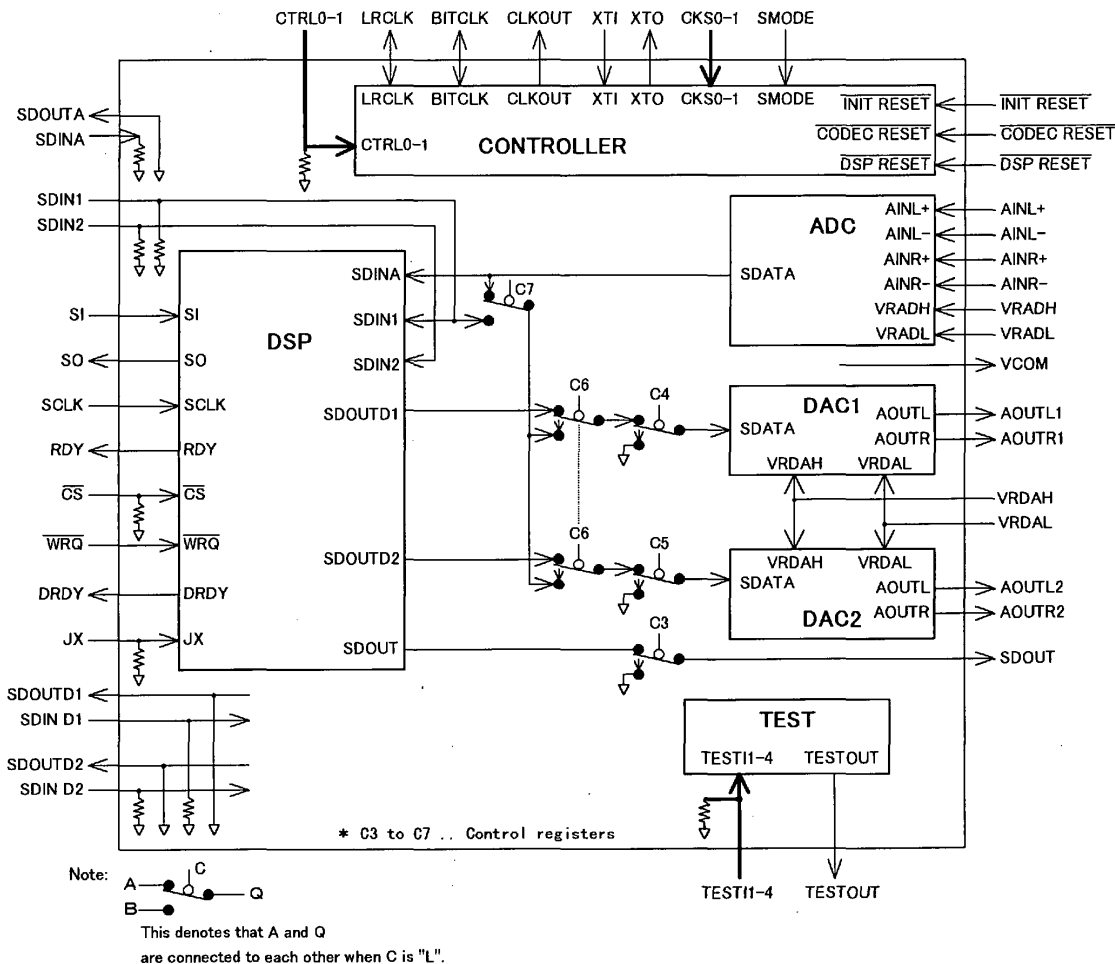 CTRL0-1 LRCLK BITCLK CLKOUT XTI XTO CKS0-1 SMODE
LRCLK BITCLK CLKOUT XTI XTO CKS0-1 SMODE
CTRL0-1
CONTROLLER
INIT RESET
CODEC RESET
DSP RESET
INIT RESET
CODEC RESET
DSP RESET
SDOUTA
SDINA
SDIN1
SDIN2
SI
SO
SCLK
RDY
CS
WRQ
DRDY
JX
SDOUTD1
SDIN D1
SDOUTD2
SDIN D2
DSP
SI
SO
SCLK
RDY
CS
WRQ
DRDY
JX
SDINA
SDIN1
SDIN2
SDOUTD1
SDOUTD2
SDOUT
C7
C6
C4
C6
C5
C3
ADC
SDATA
AINL+
AINL-
AINR+
AINR-
VRADH
VRADL
AINL+
AINL-
AINR+
AINR-
VRADH
VRADL
VCOM
DAC1
SDATA
AOUTL
AOUTR
VRDAH VRDAL
AOUTL1
AOUTR1
VRDAH
VRDAL
VRDAH VRDAL
SDATA
AOUTL
AOUTR
DAC2
AOUTL2
AOUTR2
SDOUT
TEST
TESTI1-4 TESTOUT
TESTI1-4 TESTOUT
* C3 to C7 .. Control registers
Note:
C
A
Q
B
This denotes that A and Q
are connected to each other when C is "L".